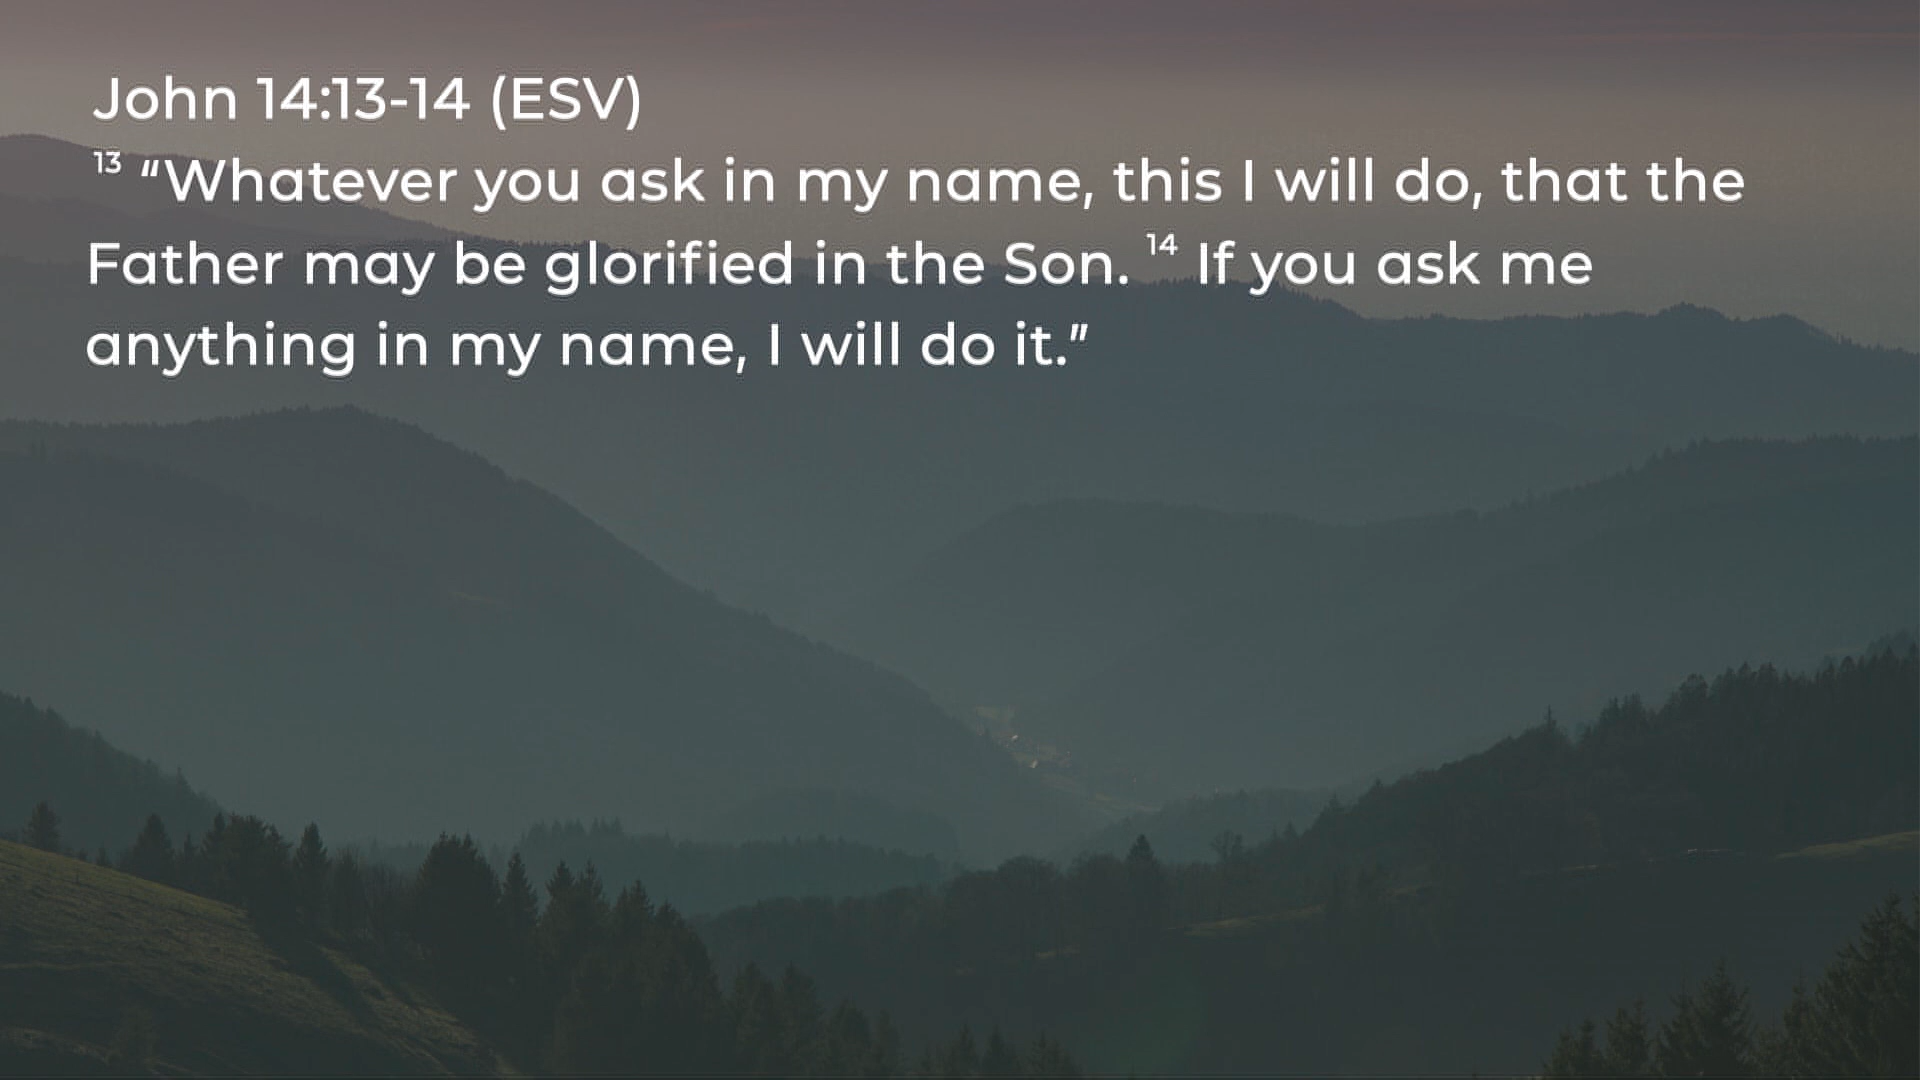 John 14:13-14 (ESV)
¹³ “Whatever you ask in my name, this I will do, that the
Father may be glorified in the Son. ¹⁴ If you ask me
anything in my name, I will do it.”